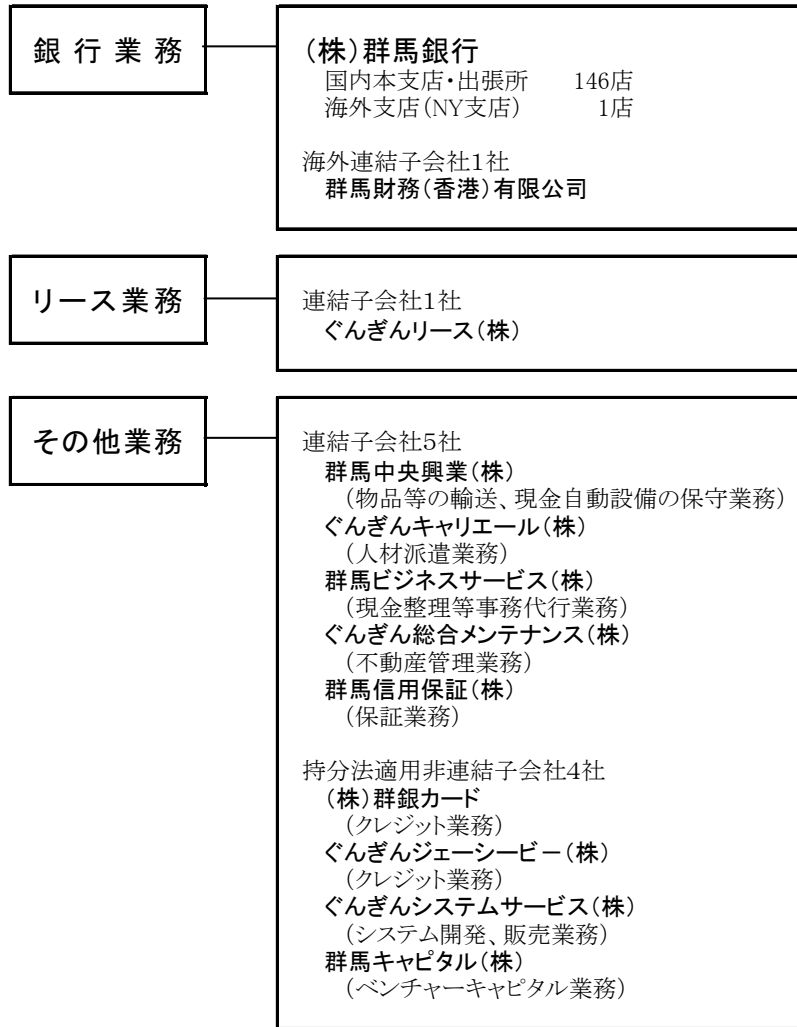 銀行業務
(株)群馬銀行
国内本支店・出張所 146店
海外支店(NY支店) 1店
海外連結子会社1社
群馬財務(香港)有限公司
リース業務
連結子会社1社
ぐんぎんリース(株)
その他業務
連結子会社5社
群馬中央興業(株)
(物品等の輸送、現金自動設備の保守業務)
ぐんぎんキャリエール(株)
(人材派遣業務)
群馬ビジネスサービス(株)
(現金整理等事務代行業務)
ぐんぎん総合メンテナンス(株)
(不動産管理業務)
群馬信用保証(株)
(保証業務)
持分法適用非連結子会社4社
(株)群銀カード
(クレジット業務)
ぐんぎんジェーシービー(株)
(クレジット業務)
ぐんぎんシステムサービス(株)
(システム開発、販売業務)
群馬キャピタル(株)
(ベンチャーキャピタル業務)